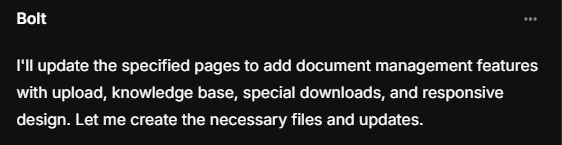 Bolt
I'll update the specified pages to add document management features
with upload, knowledge base, special downloads, and responsive
design. Let me create the necessary files and updates.